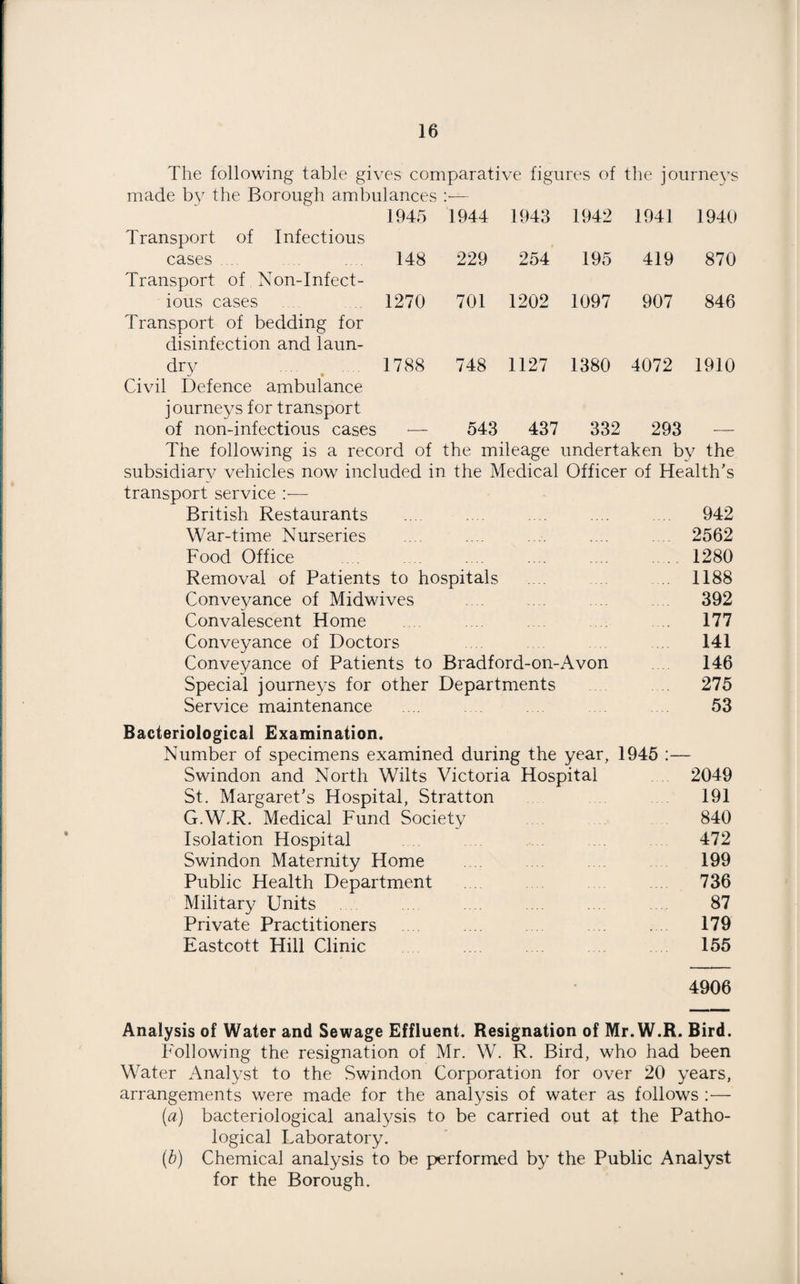 16
The following table gives comparative figures of the journeys
made by the Borough ambulances :—
1945 1944 1943 1942 1941 1940
Transport of Infectious
cases .... .... .... 148 229 254 195 419 870
Transport of Non-Infect-
ious cases .... .... 1270 701 1202 1097 907 846
Transport of bedding for
disinfection and laun-
dry .... .... 1788 748 1127 1380 4072 1910
Civil Defence ambulance
journeys for transport
of non-infectious cases — 543 437 332 293 —
The following is a record of the mileage undertaken by the
subsidiary vehicles now included in the Medical Officer of Health's
transport service :—
British Restaurants .... .... .... .... .... 942
War-time Nurseries .... .... .... .... .... 2562
Food Office .... .... .... .... .... .... 1280
Removal of Patients to hospitals .... .... .... 1188
Conveyance of Midwives .... .... .... .... 392
Convalescent Home .... .... .... .... .... 177
Conveyance of Doctors .... .... .... .... 141
Conveyance of Patients to Bradford-on-Avon .... 146
Special journeys for other Departments .... .... 275
Service maintenance .... .... .... .... .... 53
Bacteriological Examination.
Number of specimens examined during the year, 1945 :—
Swindon and North Wilts Victoria Hospital .... 2049
St. Margaret's Hospital, Stratton .... .... .... 191
G.W.R. Medical Fund Society .... .... .... 840
Isolation Hospital .... .... .... .... .... 472
Swindon Maternity Home .... .... .... .... 199
Public Health Department .... .... .... .... 736
Military Units .... .... .... .... .... .... 87
Private Practitioners .... .... .... .... .... 179
Eastcott Hill Clinic .... .... .... .... .... 155
4906
Analysis of Water and Sewage Effluent. Resignation of Mr. W.R. Bird.
Following the resignation of Mr. W. R. Bird, who had been
Water Analyst to the Swindon Corporation for over 20 years,
arrangements were made for the analysis of water as follows :—
(a) bacteriological analysis to be carried out at the Patho-
logical Laboratory.
(b) Chemical analysis to be performed by the Public Analyst
for the Borough.